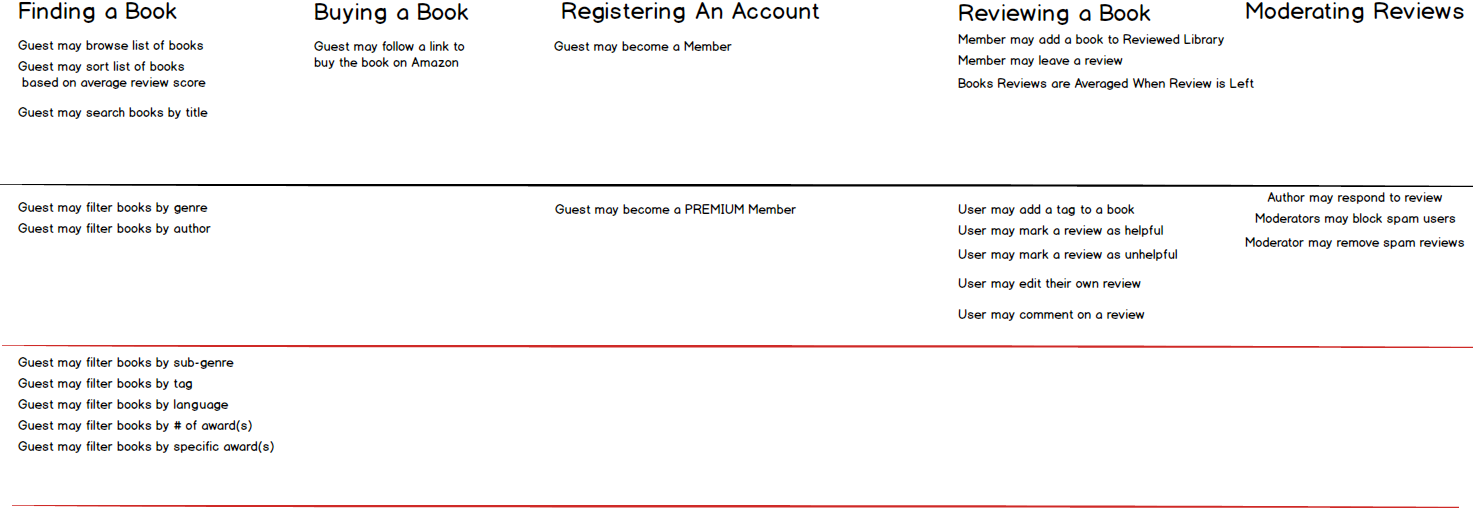 Finding a Book
Buying a Book
Registering An Account
Reviewing a Book
Moderating Reviews
Guest may browse list of books
Guest may sort list of books
based on average review score
Guest may search books by title
Guest may follow a link to
buy the book on Amazon
Guest may become a Member
Member may add a book to Reviewed Library
Member may leave a review
Books Reviews are Averaged When Review is Left
Guest may filter books by genre
Guest may filter books by author
Guest may become a PREMIUM Member
User may add a tag to a book
User may mark a review as helpful
User may mark a review as unhelpful
User may edit their own review
User may comment on a review
Author may respond to review
Moderators may block spam users
Moderator may remove spam reviews
Guest may filter books by sub-genre
Guest may filter books by tag
Guest may filter books by language
Guest may filter books by # of award(s)
Guest may filter books by specific award(s)